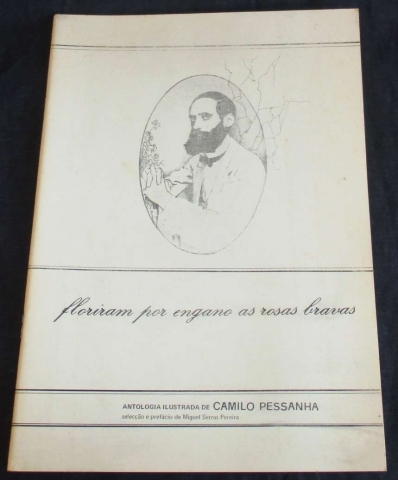 floriram por engano as rosas bravas
ANTOLOGIA ILUSTRADA DE CAMILO PESSANHA
selecção e prefácio de Miguel Serras Pereira